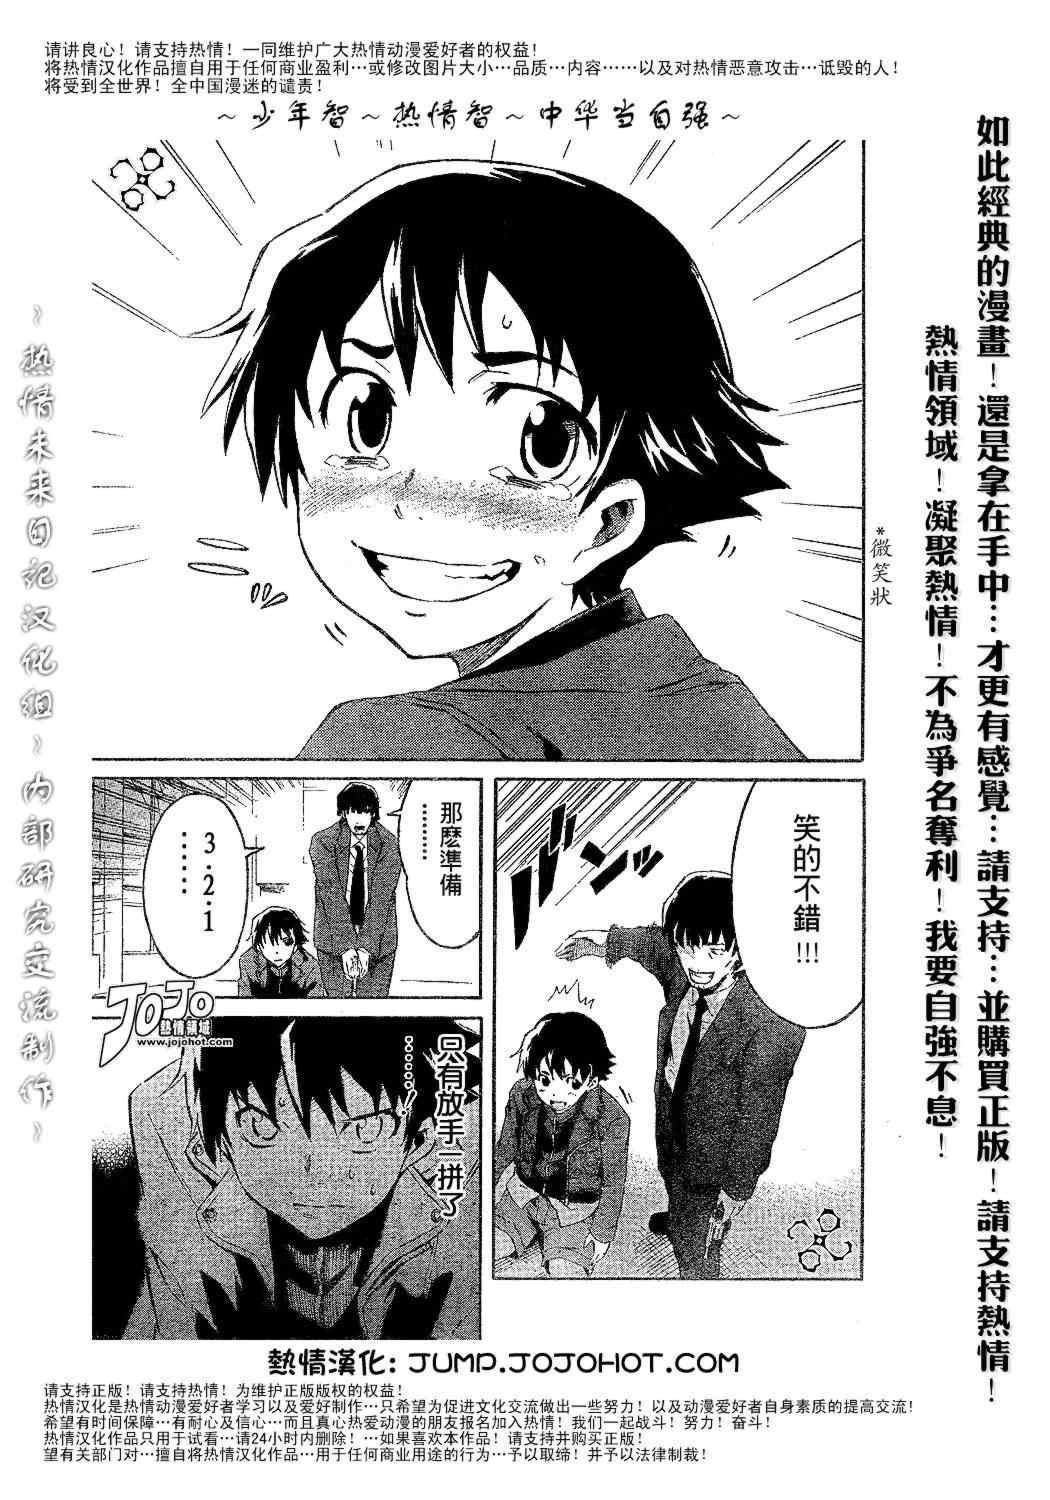 请讲良心！请支持热情！一同维护广大热情动漫爱好者的权益！
将热情汉化作品擅自用于任何商业盈利…或修改图片大小…品质…内容……以及对热情恶意攻击…诋毁的人！
将受到全世界！全中国漫迷的谴责！
～少年智～热情智～中华当自强～
如此經典的漫畫！還是拿在手中…才更有感覺…請支持…並購買正版！請支持熱情！
熱情領域！凝聚熱情！不為爭名奪利！我要自強不息！
～热情未来日记汉化组～内部研究交流制作～
*微笑狀
笑的不錯!!!
那麼準備………
3・2・1……
只有放手一拼了……!
JOJO
熱情領域
www.jojohot.com
熱情漢化: JUMP.JOJOHOT.COM
请支持正版！请支持热情！为维护正版版权的权益！
热情汉化是热情动漫爱好者学习以及爱好制作…只希望为促进文化交流做出一些努力！以及动漫爱好者自身素质的提高交流！
希望有时间保障…有耐心及信心…而且真心热爱动漫的朋友报名加入热情！我们一起战斗！努力！奋斗！
热情汉化作品只用于试看…请24小时内删除！…如果喜欢本作品！请支持并购买正版！
望有关部门对…擅自将热情汉化作品…用于任何商业用途的行为…予以取缔！并予以法律制裁！